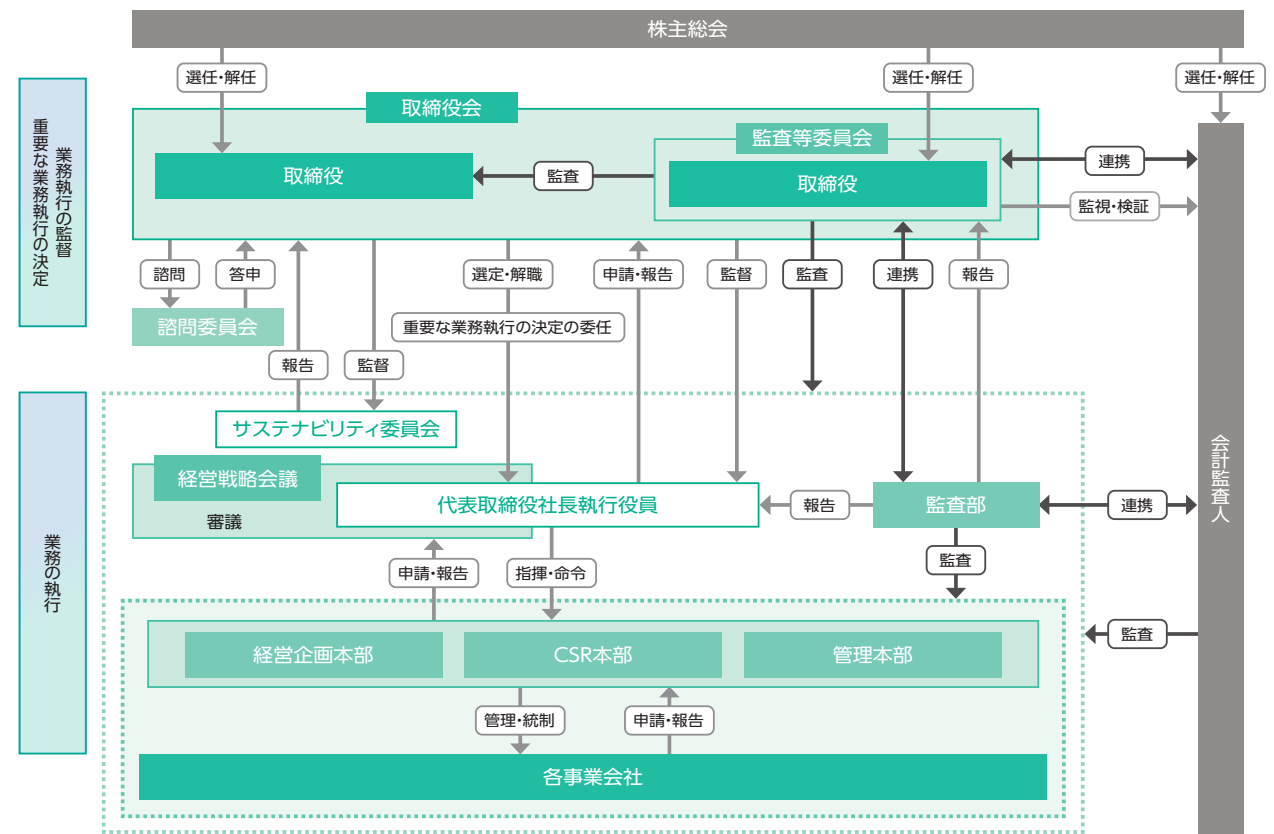 株主総会
選任・解任
選任・解任
選任・解任
業務執行の監督
重要な業務執行の決定
取締役会
監査等委員会
取締役
監査
取締役
連携
監視・検証
諮問
答申
選定・解職
申請・報告
監督
監査
連携
報告
諮問委員会
重要な業務執行の決定の委任
報告
監督
業務の執行
サステナビリティ委員会
経営戦略会議
審議
代表取締役社長執行役員
報告
監査部
連携
会計監査人
申請・報告
指揮・命令
監査
経営企画本部
CSR本部
管理本部
監査
管理・統制
申請・報告
各事業会社